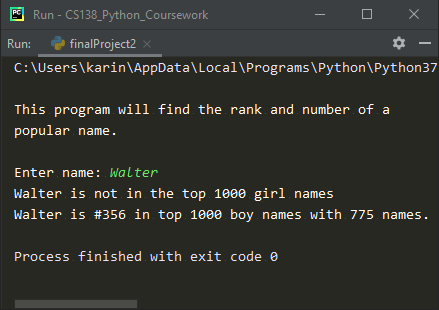 Run - CS138_Python_Coursework
Run: finalProject2
C:\Users\karin\AppData\Local\Programs\Python\Python37
This program will find the rank and number of a
popular name.
Enter name: Walter
Walter is not in the top 1000 girl names
Walter is #356 in top 1000 boy names with 775 names.
Process finished with exit code 0